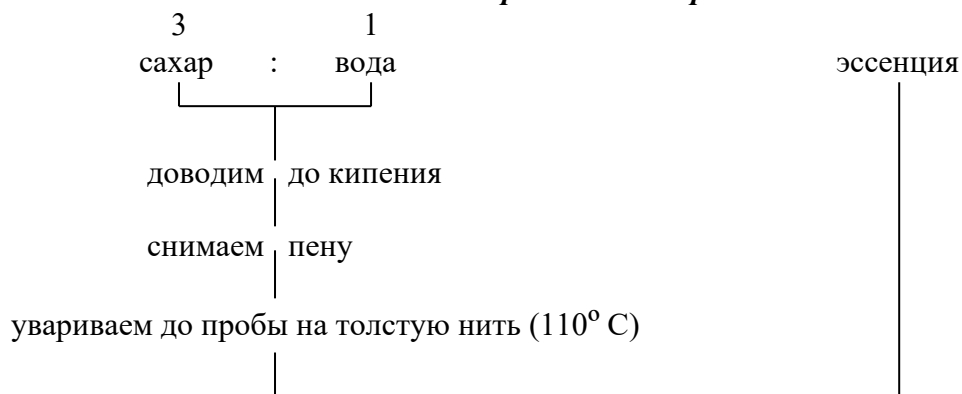 3 1
сахар : вода эссенция
доводим до кипения
снимаем пену
увариваем до пробы на толстую нить (110° С)